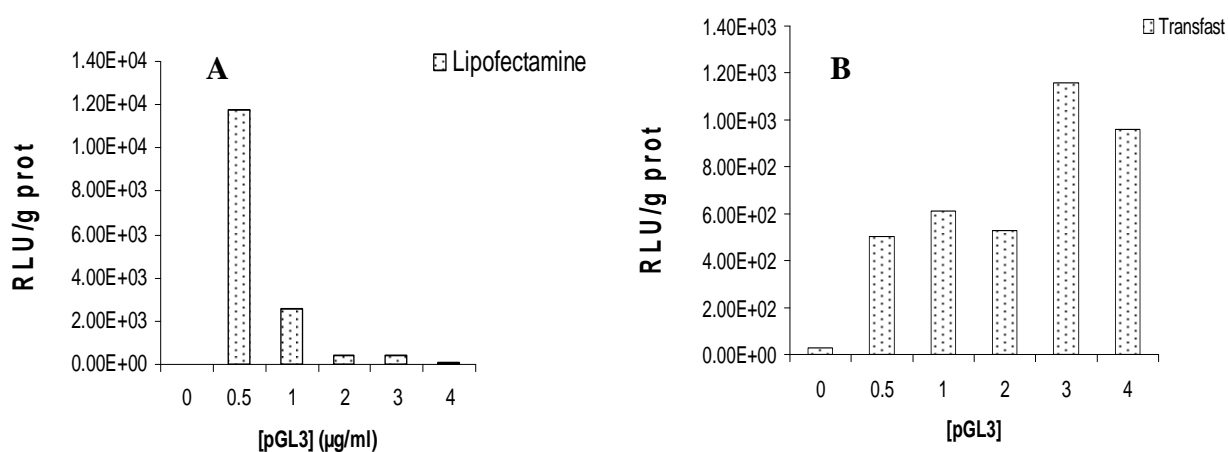 A
Lipofectamine
1.40E+04
1.20E+04
1.00E+04
8.00E+03
6.00E+03
4.00E+03
2.00E+03
0.00E+00
RLU/g prot
0 0.5 1 2 3 4
[pGL3] (µg/ml)
B
Transfast
1.40E+03
1.20E+03
1.00E+03
8.00E+02
6.00E+02
4.00E+02
2.00E+02
0.00E+00
RLU/g prot
0 0.5 1 2 3 4
[pGL3]